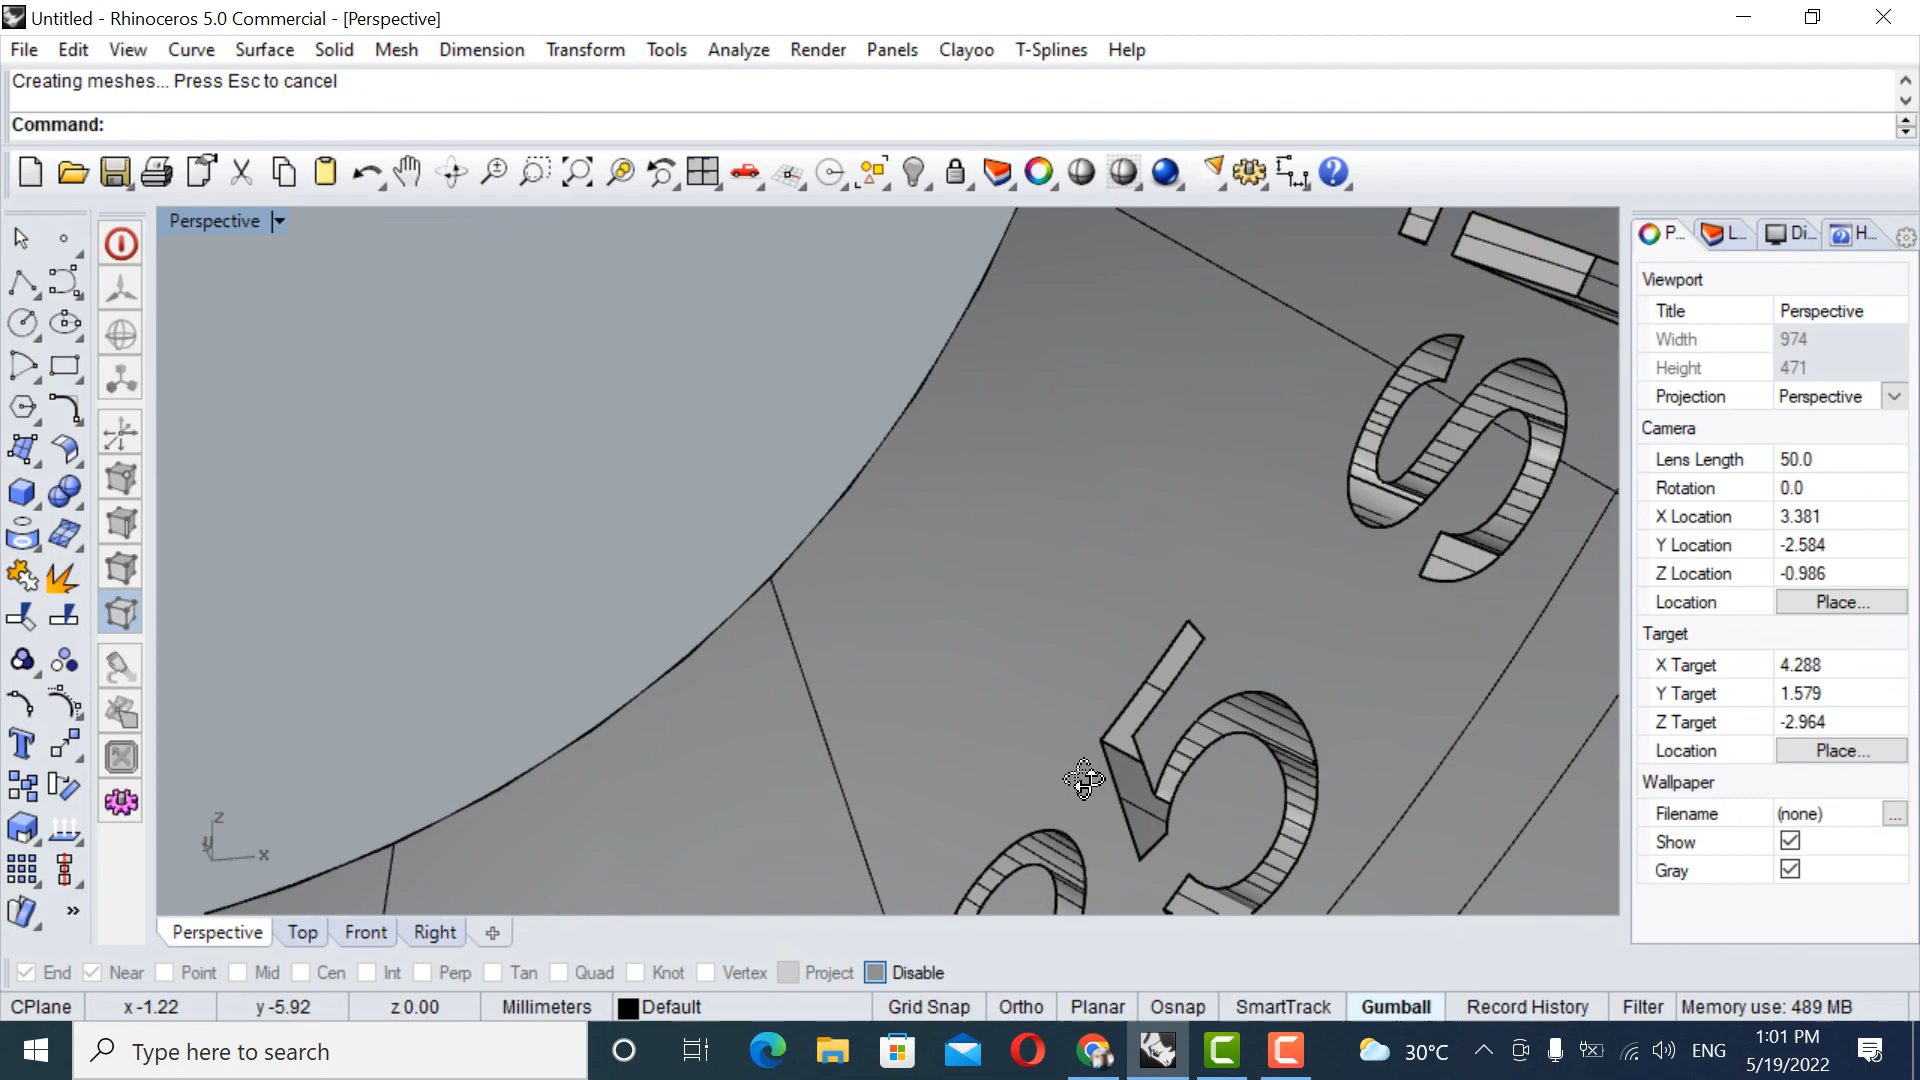 Untitled - Rhinoceros 5.0 Commercial - [Perspective]
File Edit View Curve Surface Solid Mesh Dimension Transform Tools Analyze Render Panels Clayoo T-Splines Help
Creating meshes... Press Esc to cancel
Command:
Perspective
P... L... Di... H...
Viewport
Title Perspective
Width 974
Height 471
Projection Perspective
Camera
Lens Length 50.0
Rotation 0.0
X Location 3.381
Y Location -2.584
Z Location -0.986
Location Place...
Target
X Target 4.288
Y Target 1.579
Z Target -2.964
Location Place...
Wallpaper
Filename (none) ...
Show
Gray
S
5
z
y x
Perspective Top Front Right
End Near Point Mid Cen Int Perp Tan Quad Knot Vertex Project Disable
CPlane x -1.22 y -5.92 z 0.00 Millimeters Default Grid Snap Ortho Planar Osnap SmartTrack Gumball Record History Filter Memory use: 489 MB
Type here to search
30°C ENG 1:01 PM
5/19/2022